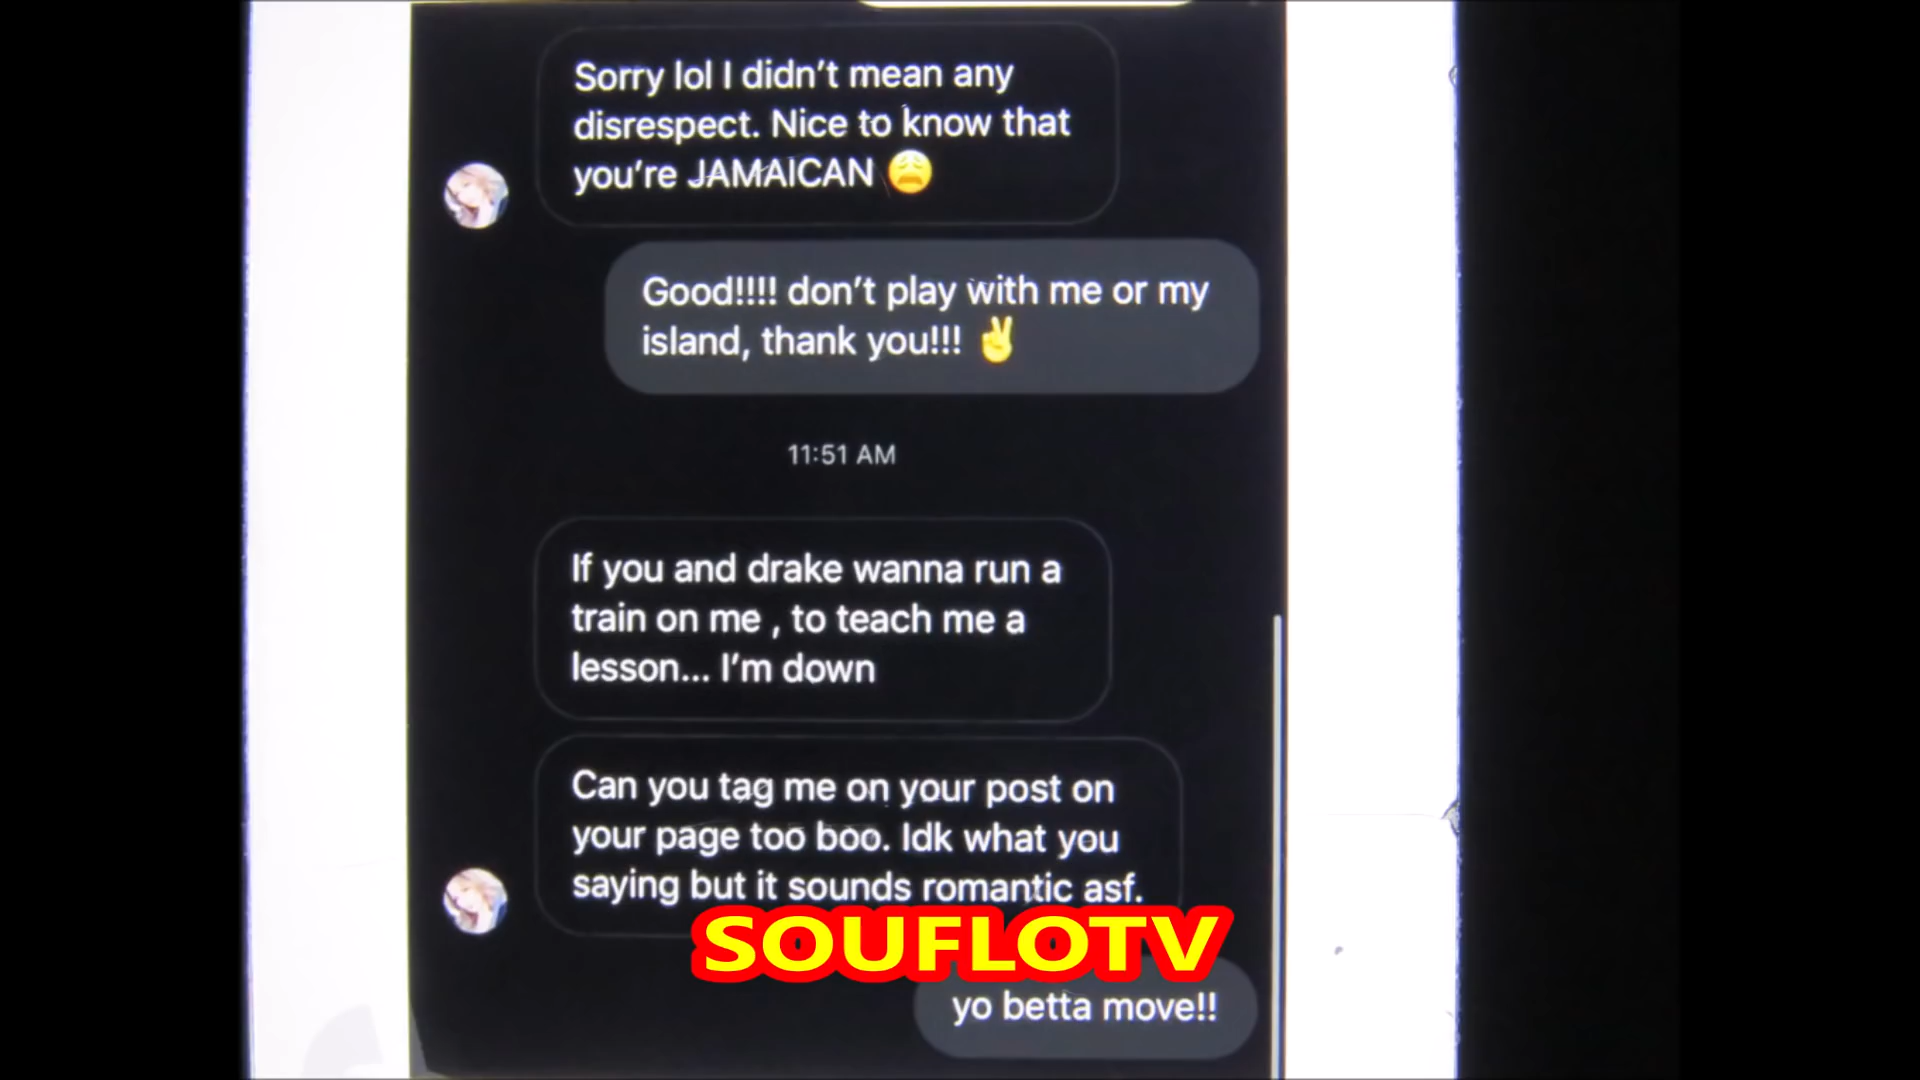 Sorry lol I didn't mean any
disrespect. Nice to know that
you're JAMAICAN 😩
Good!!!! don't play with me or my
island, thank you!!! ✌️
11:51 AM
If you and drake wanna run a
train on me , to teach me a
lesson... I'm down
Can you tag me on your post on
your page too boo. Idk what you
saying but it sounds romantic asf.
SOUFLOTV
yo betta move!!